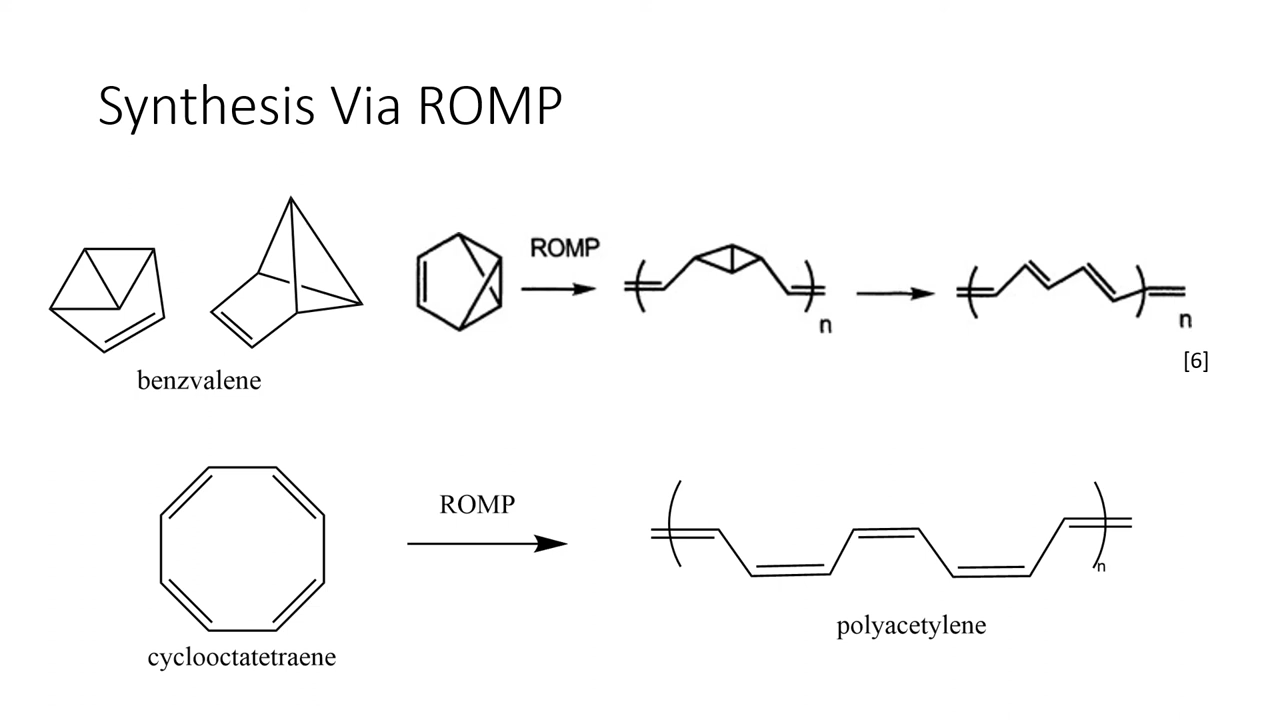 Synthesis Via ROMP
ROMP
n
n
[6]
benzvalene
ROMP
n
polyacetylene
cyclooctatetraene